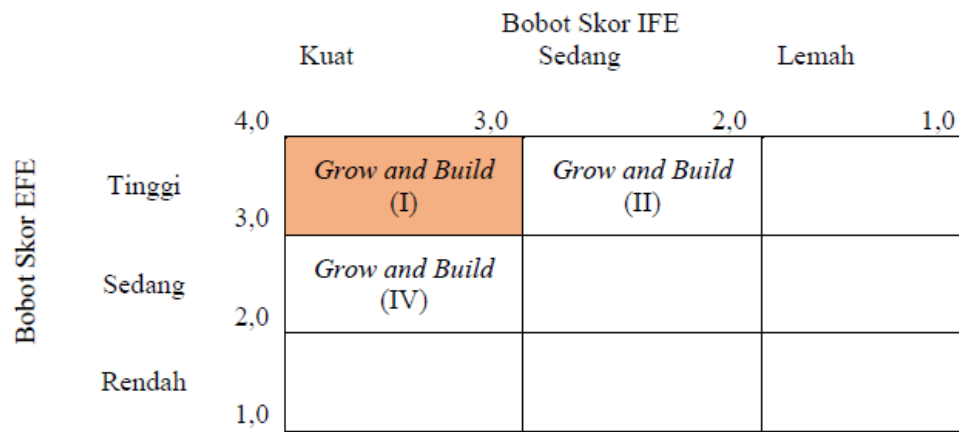 Bobot Skor IFE
Kuat Sedang Lemah
4,0 3,0 2,0 1,0
Bobot Skor EFE
Tinggi
Grow and Build
(I)
Grow and Build
(II)
3,0
Sedang
Grow and Build
(IV)
2,0
Rendah
1,0